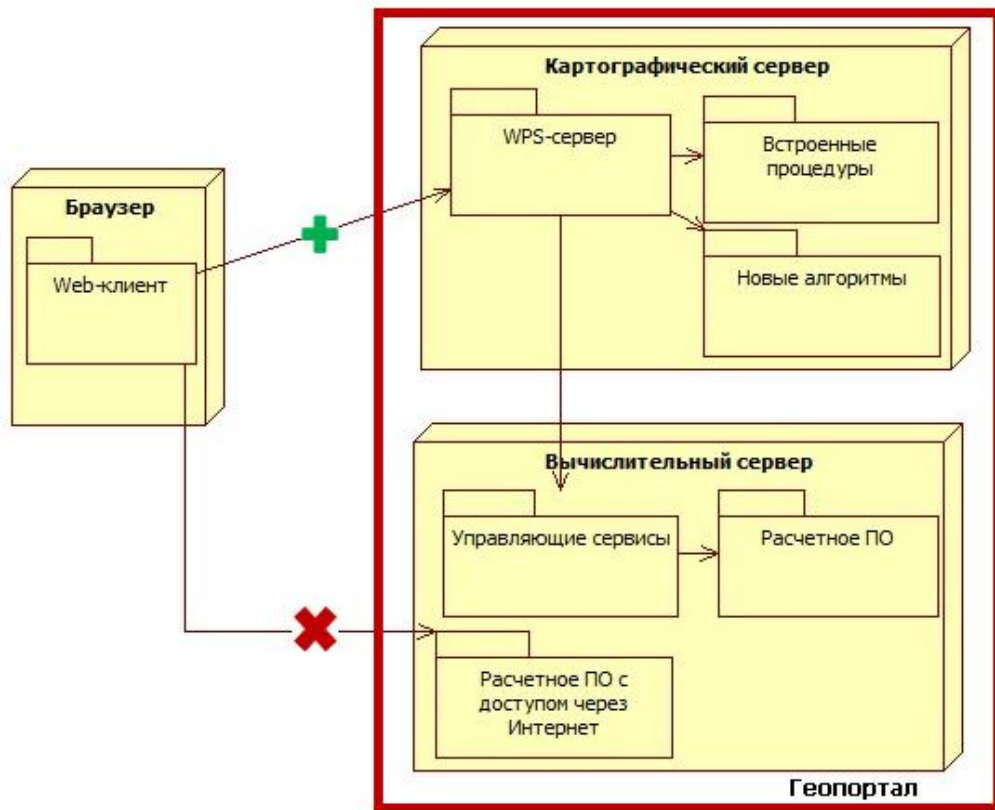 Картографический сервер
WPS-сервер
Встроенные
процедуры
Новые алгоритмы
Браузер
Web-клиент
Вычислительный сервер
Управляющие сервисы
Расчетное ПО
Расчетное ПО с
доступом через
Интернет
Геопортал